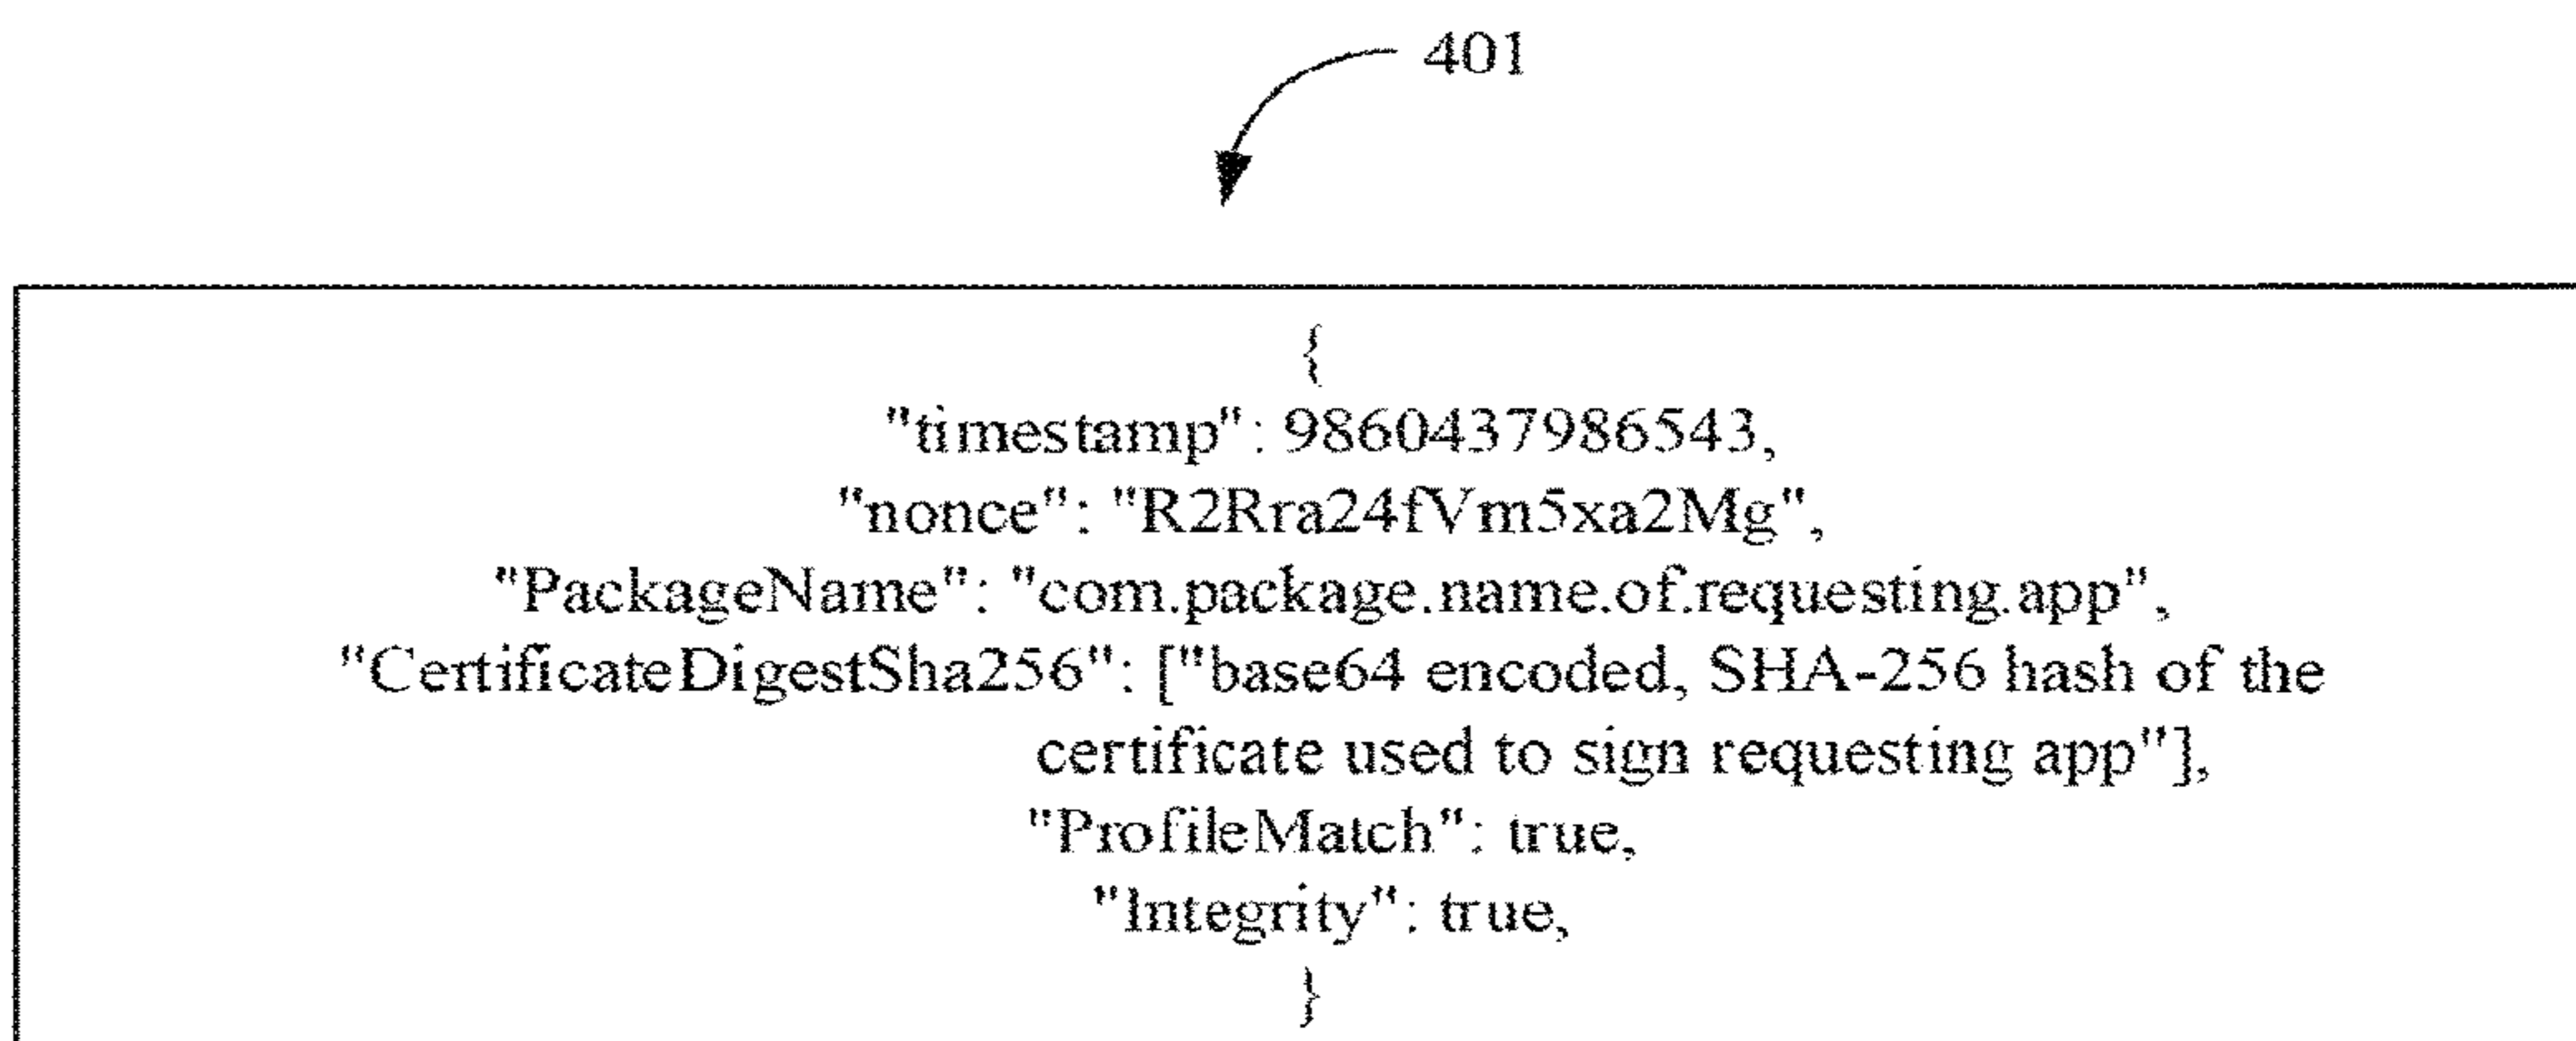 401
{
"timestamp": 9860437986543,
"nonce": "R2Rra24fVm5xa2Mg",
"PackageName": "com.package.name.of.requesting.app",
"CertificateDigestSha256": ["base64 encoded, SHA-256 hash of the
certificate used to sign requesting app"],
"ProfileMatch": true,
"Integrity": true,
}